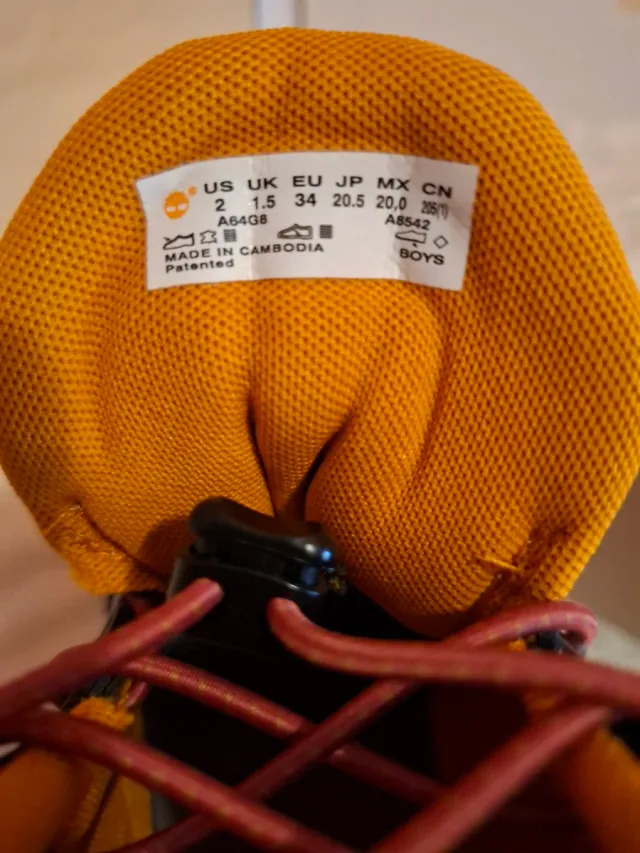 US UK EU JP MX CN
2 1.5 34 20.5 20,0 205(1)
A64G8 A8542
MADE IN CAMBODIA BOYS
Patented